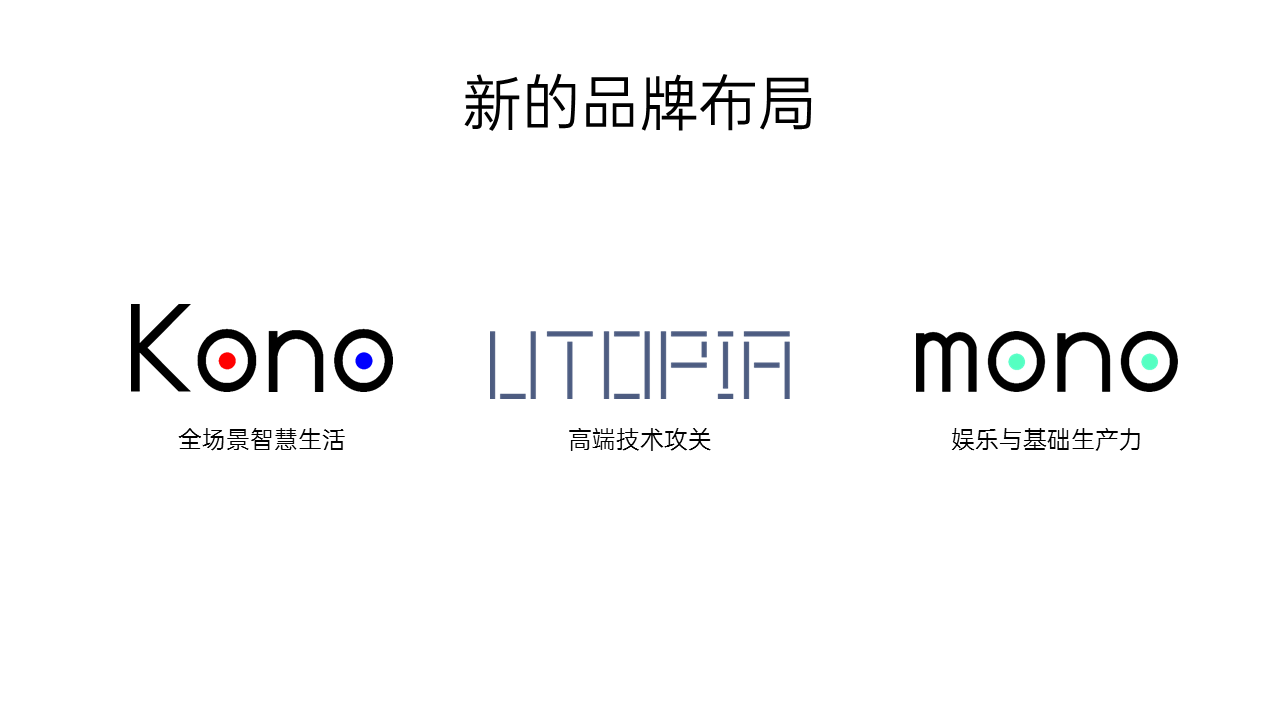 新的品牌布局
Kono
UTOPIA
mono
全场景智慧生活
高端技术攻关
娱乐与基础生产力